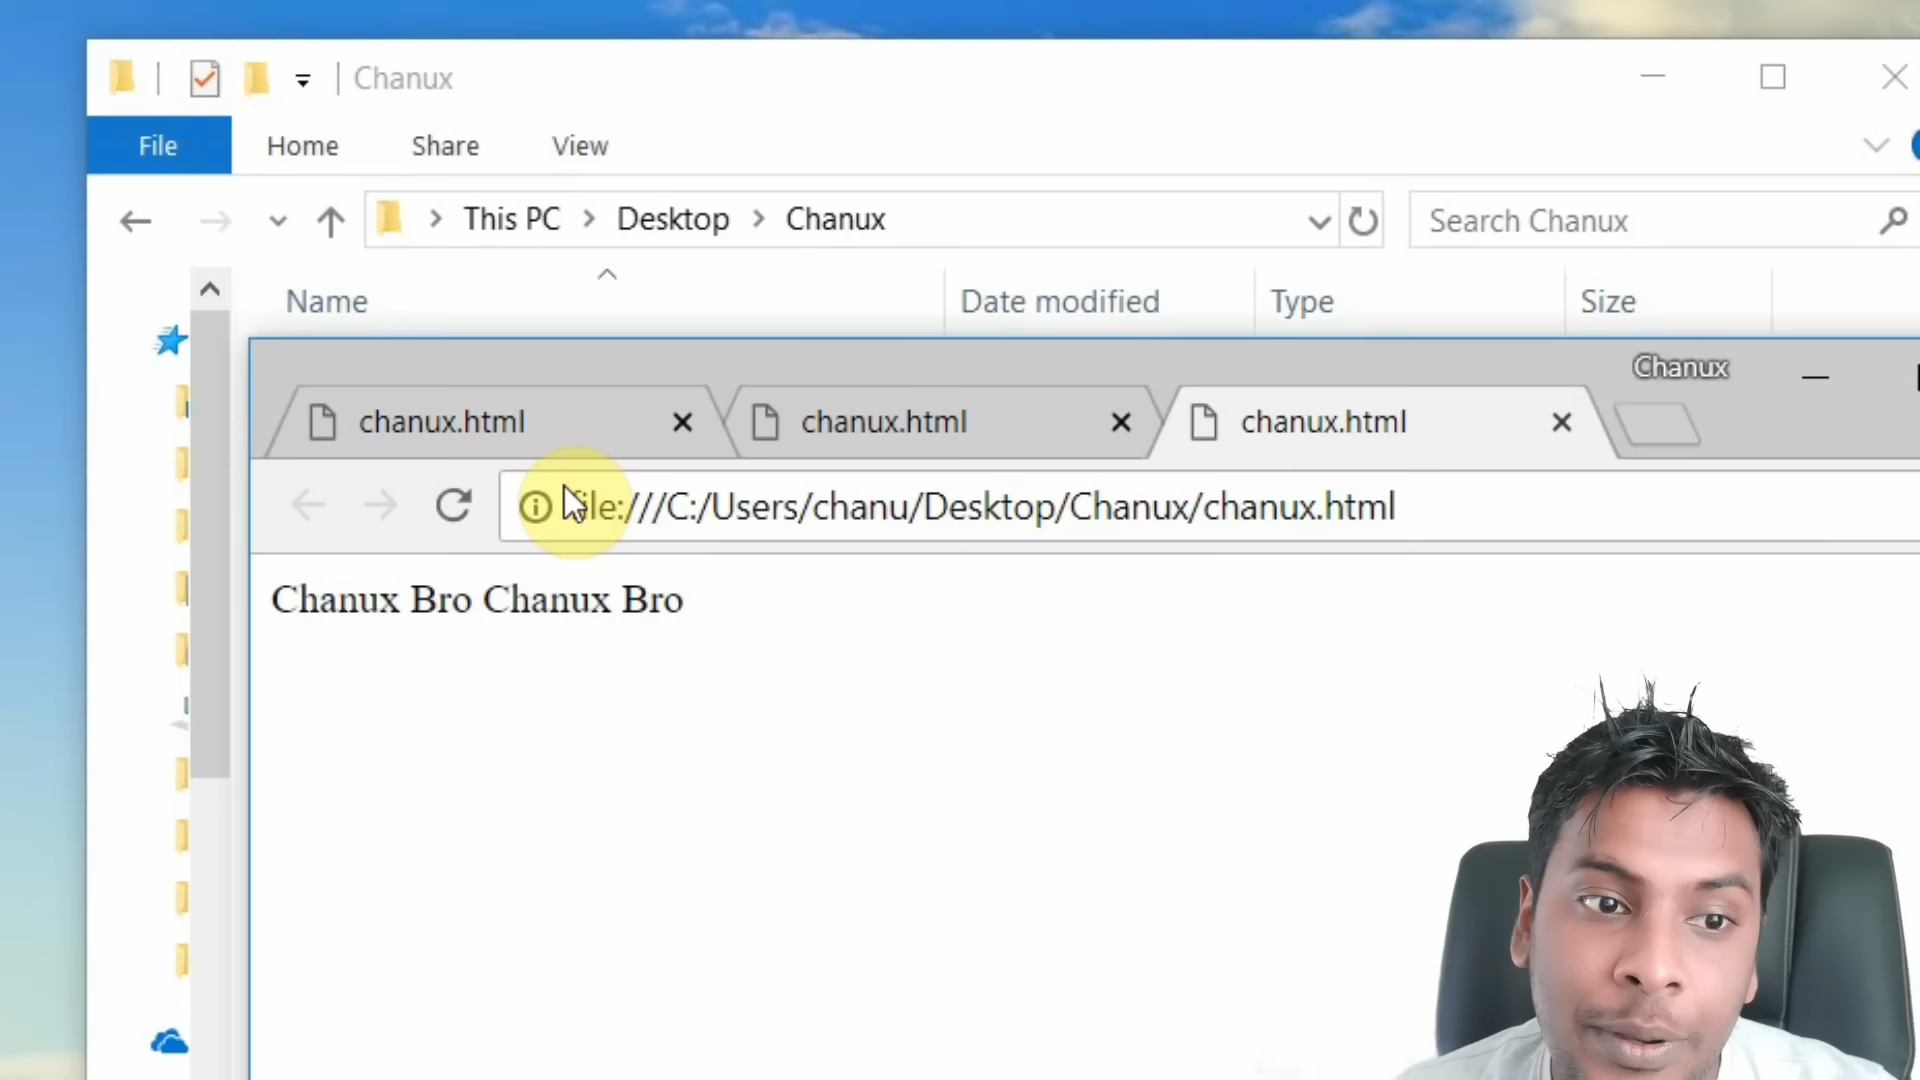 Chanux
File Home Share View
This PC Desktop Chanux
Search Chanux
Name Date modified Type Size
Chanux
chanux.html chanux.html chanux.html
file:///C:/Users/chanu/Desktop/Chanux/chanux.html
Chanux Bro Chanux Bro